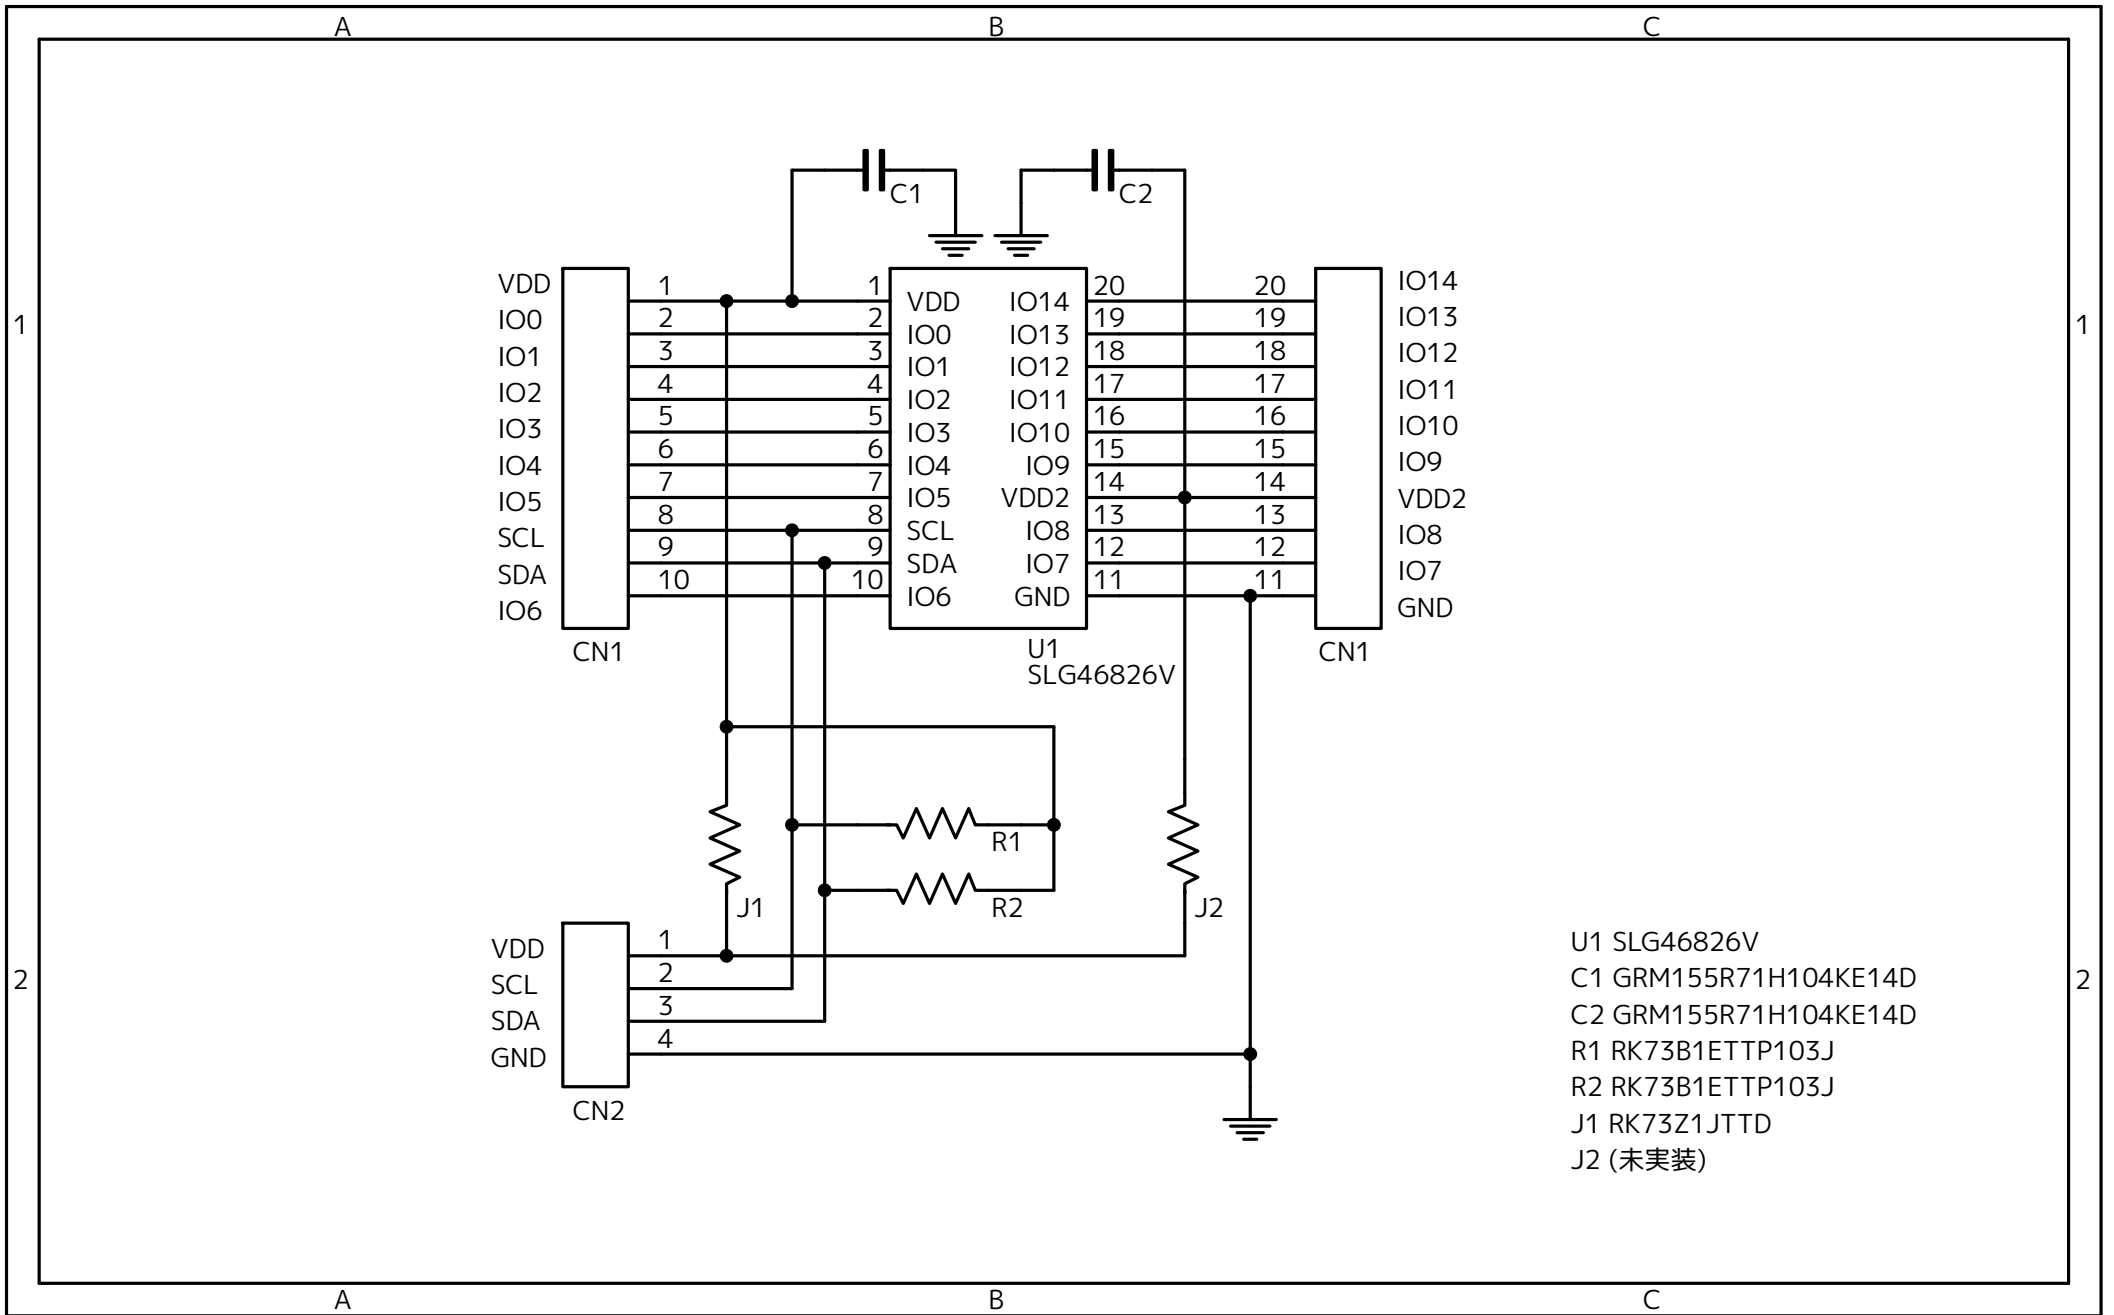 A B C
C1 C2
VDD 1 1 VDD IO14 20 20 IO14
IO0 2 2 IO0 IO13 19 19 IO13
1 1
IO1 3 3 IO1 IO12 18 18 IO12
IO2 4 4 IO2 IO11 17 17 IO11
IO3 5 5 IO3 IO10 16 16 IO10
IO4 6 6 IO4 IO9 15 15 IO9
IO5 7 7 IO5 VDD2 14 14 VDD2
SCL 8 8 SCL IO8 13 13 IO8
SDA 9 9 SDA IO7 12 12 IO7
IO6 10 10 IO6 GND 11 11 GND
CN1 U1 CN1
SLG46826V
R1
J1 R2 J2
VDD 1
SCL 2
SDA 3
GND 4
CN2
2 2
U1 SLG46826V
C1 GRM155R71H104KE14D
C2 GRM155R71H104KE14D
R1 RK73B1ETTP103J
R2 RK73B1ETTP103J
J1 RK73Z1JTTD
J2 (未実装)
A B C